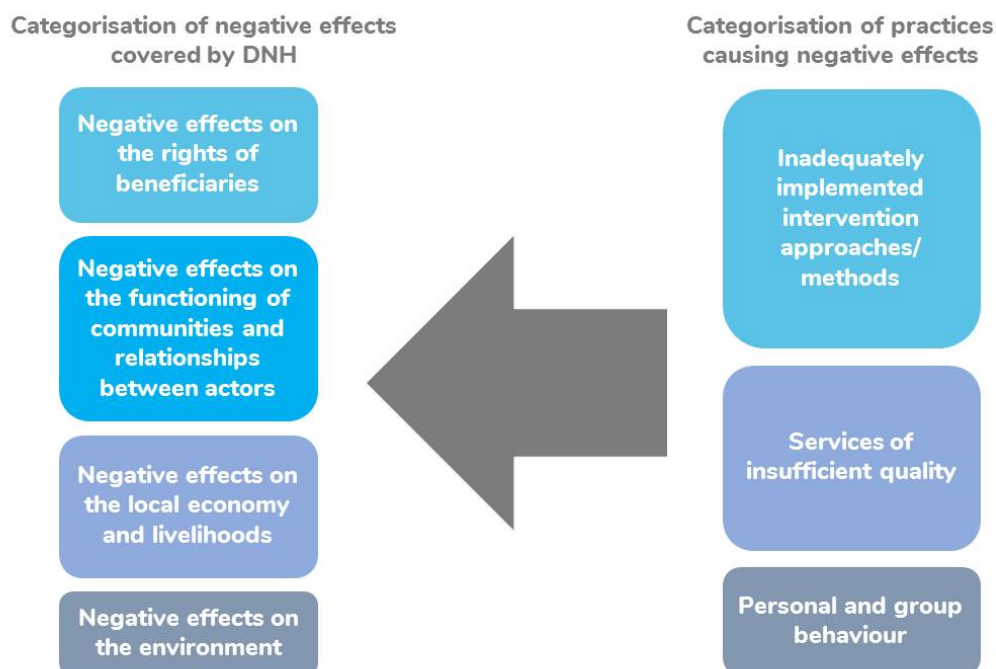 Categorisation of negative effects
covered by DNH
Negative effects on
the rights of
beneficiaries
Negative effects on
the functioning of
communities and
relationships
between actors
Negative effects on
the local economy
and livelihoods
Negative effects on
the environment
Categorisation of practices
causing negative effects
Inadequately
implemented
intervention
approaches/
methods
Services of
insufficient quality
Personal and group
behaviour